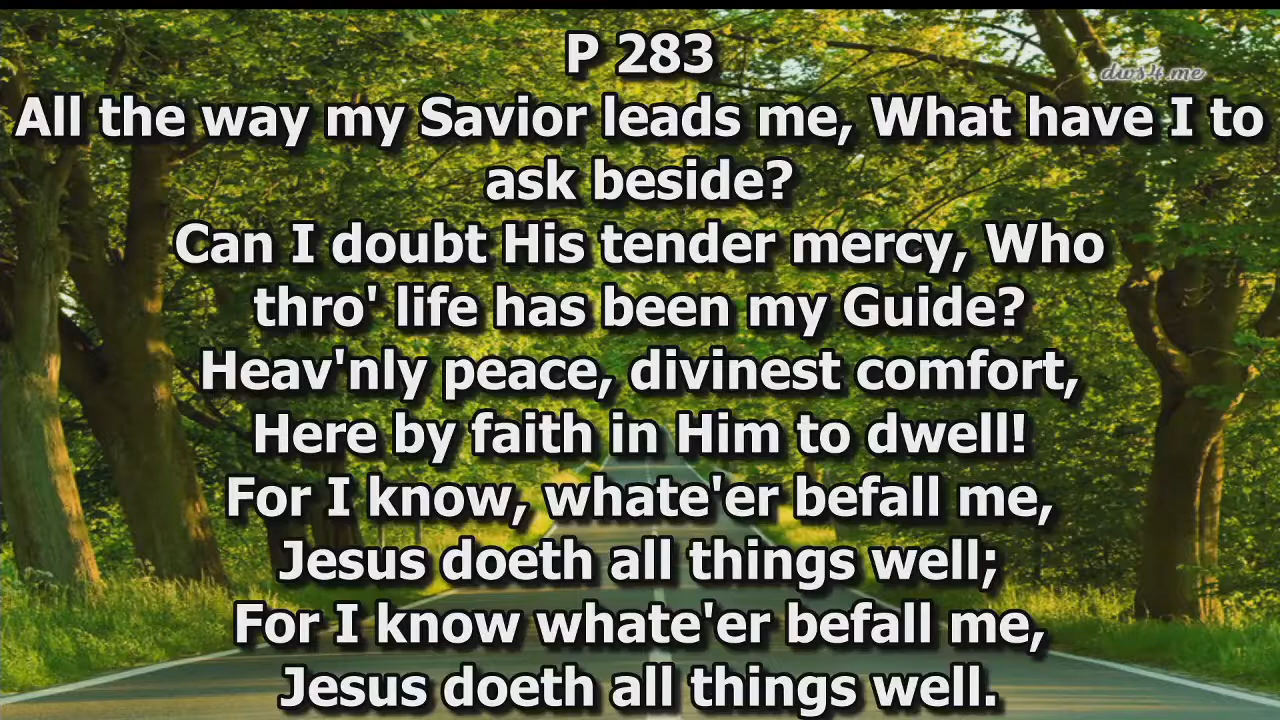 P 283
dws4.me
All the way my Savior leads me, What have I to
ask beside?
Can I doubt His tender mercy, Who
thro' life has been my Guide?
Heav'nly peace, divinest comfort,
Here by faith in Him to dwell!
For I know, whate'er befall me,
Jesus doeth all things well;
For I know whate'er befall me,
Jesus doeth all things well.